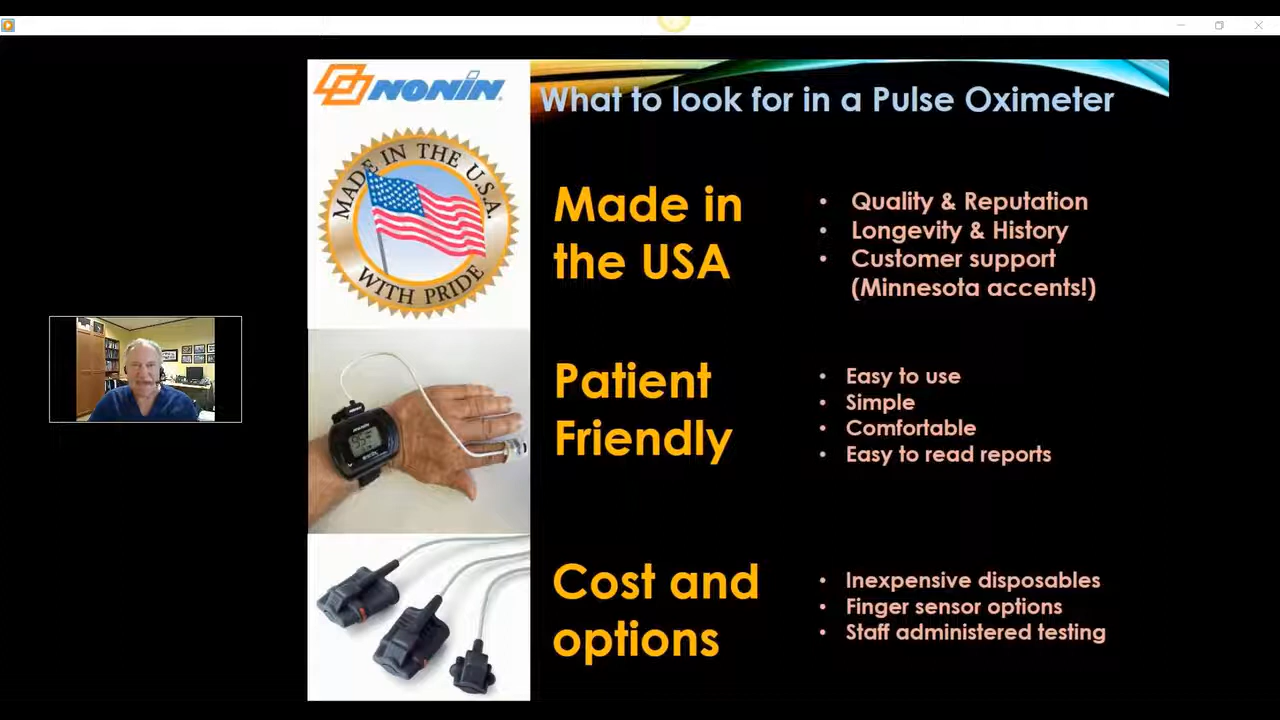 NONIN
What to look for in a Pulse Oximeter
MADE IN THE U.S.A.
WITH PRIDE
Made in
the USA
• Quality & Reputation
• Longevity & History
• Customer support
(Minnesota accents!)
Patient
Friendly
• Easy to use
• Simple
• Comfortable
• Easy to read reports
Cost and
options
• Inexpensive disposables
• Finger sensor options
• Staff administered testing